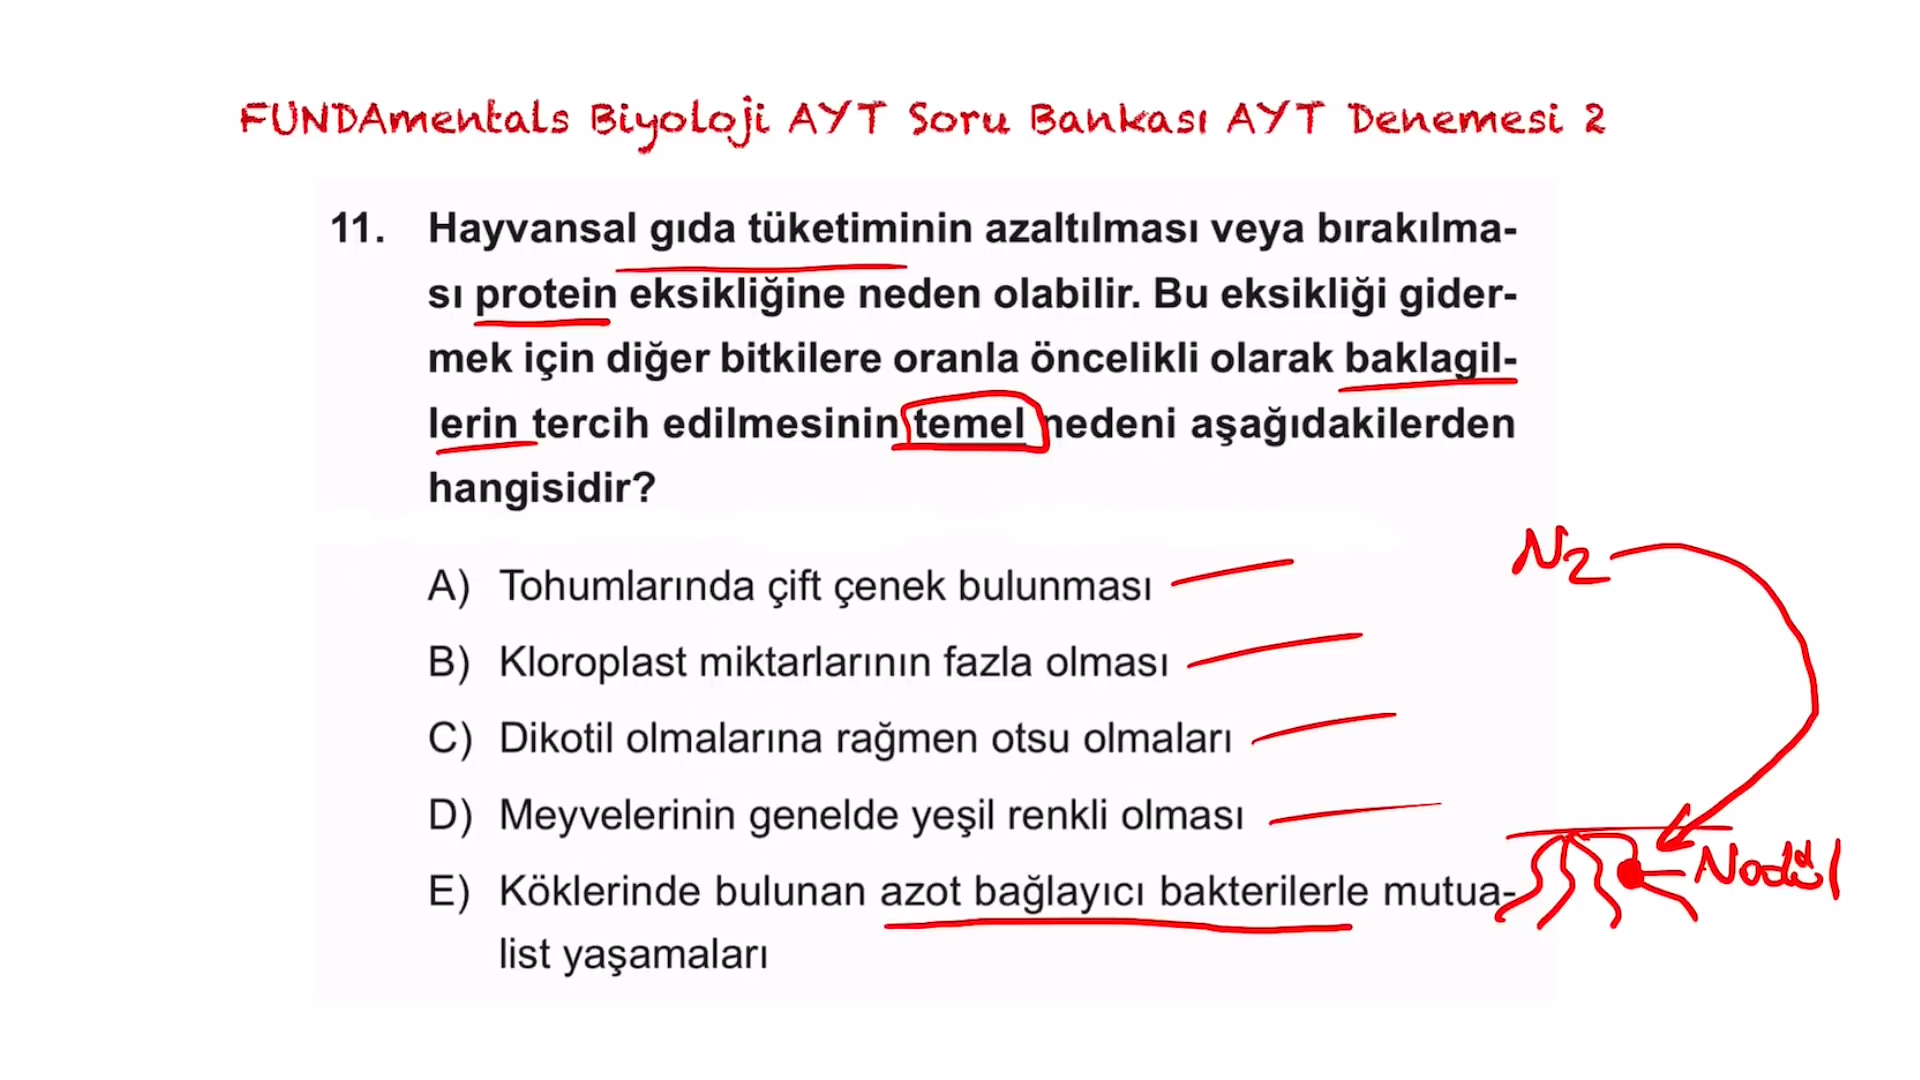 FUNDAmentals Biyoloji AYT Soru Bankası AYT Denemesi 2
11. Hayvansal gıda tüketiminin azaltılması veya bırakılma-
sı protein eksikliğine neden olabilir. Bu eksikliği gider-
mek için diğer bitkilere oranla öncelikli olarak baklagil-
lerin tercih edilmesinin temel nedeni aşağıdakilerden
hangisidir?
N2
A) Tohumlarında çift çenek bulunması
B) Kloroplast miktarlarının fazla olması
C) Dikotil olmalarına rağmen otsu olmaları
D) Meyvelerinin genelde yeşil renkli olması
Nodül
E) Köklerinde bulunan azot bağlayıcı bakterilerle mutua-
list yaşamaları